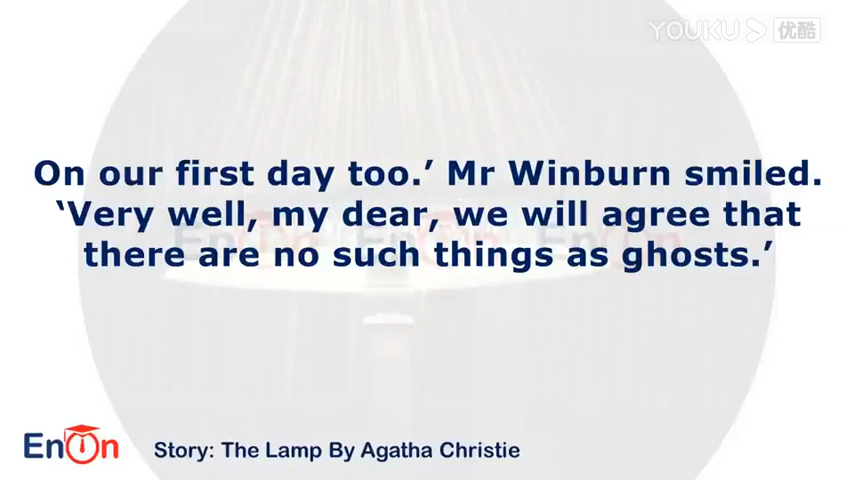 YOUKU 优酷
On our first day too.’ Mr Winburn smiled.
‘Very well, my dear, we will agree that
there are no such things as ghosts.’
EnOn
Story: The Lamp By Agatha Christie